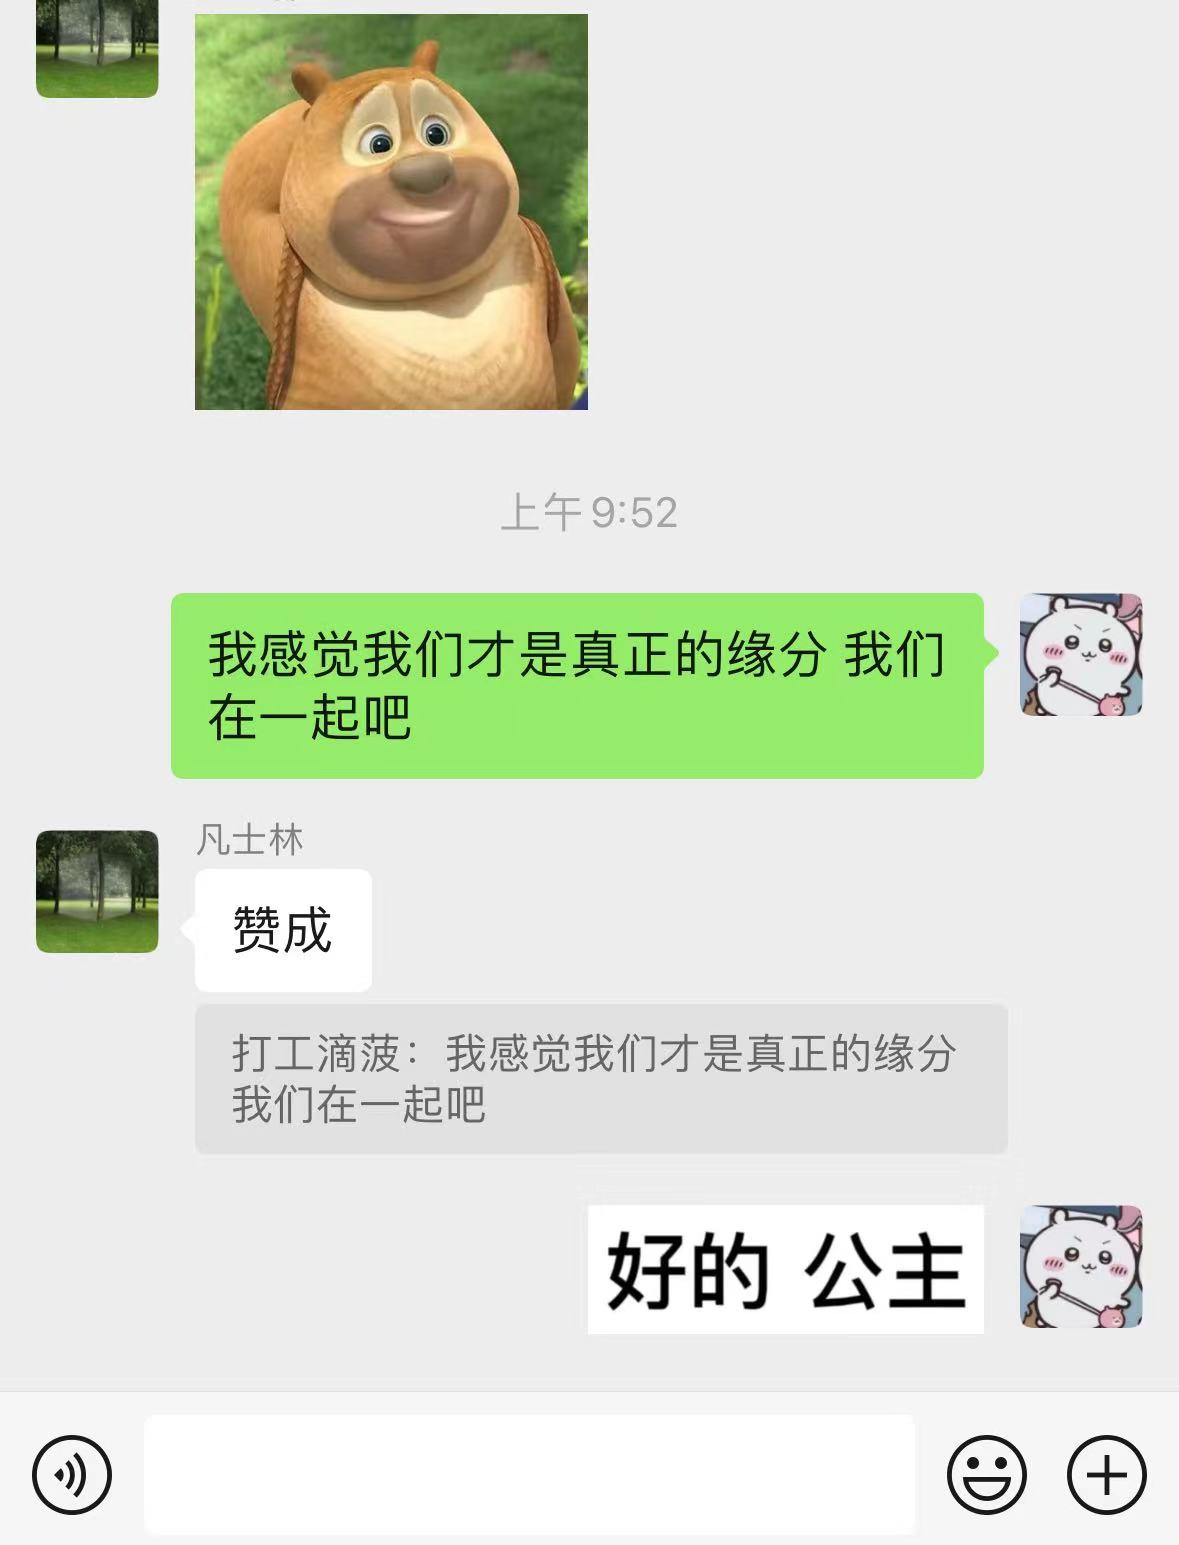 上午 9:52
我感觉我们才是真正的缘分 我们
在一起吧
凡士林
赞成
打工滴菠：我感觉我们才是真正的缘分
我们在一起吧
好的 公主